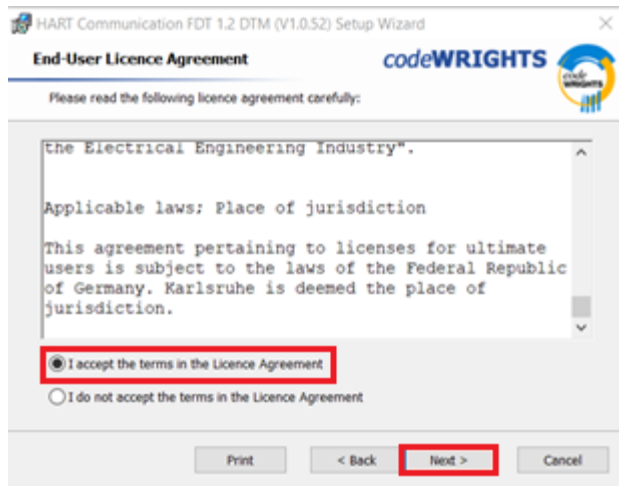 HART Communication FDT 1.2 DTM (V1.0.52) Setup Wizard
End-User Licence Agreement
codeWRIGHTS
code
WRIGHTS
Please read the following licence agreement carefully:
the Electrical Engineering Industry".
Applicable laws; Place of jurisdiction
This agreement pertaining to licenses for ultimate
users is subject to the laws of the Federal Republic
of Germany. Karlsruhe is deemed the place of
jurisdiction.
I accept the terms in the Licence Agreement
I do not accept the terms in the Licence Agreement
Print
< Back
Next >
Cancel